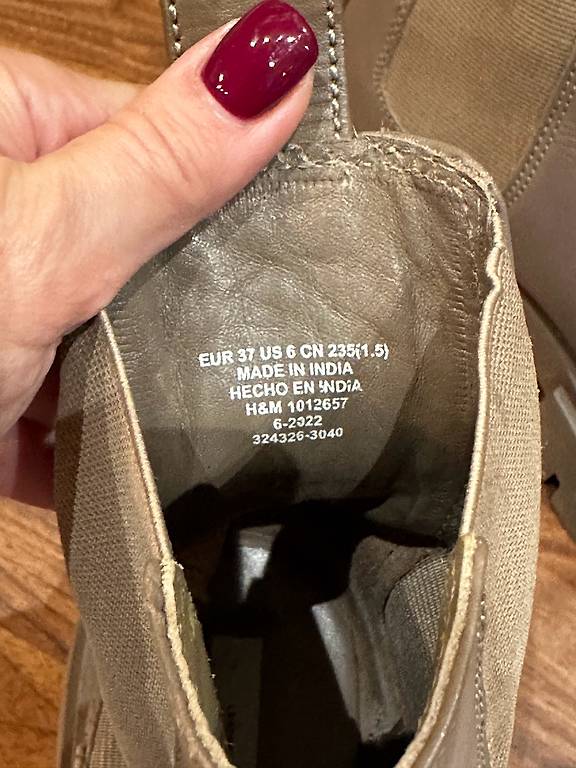 EUR 37 US 6 CN 235(1.5)
MADE IN INDIA
HECHO EN INDIA
H&M 1012657
6-2022
324326-3040